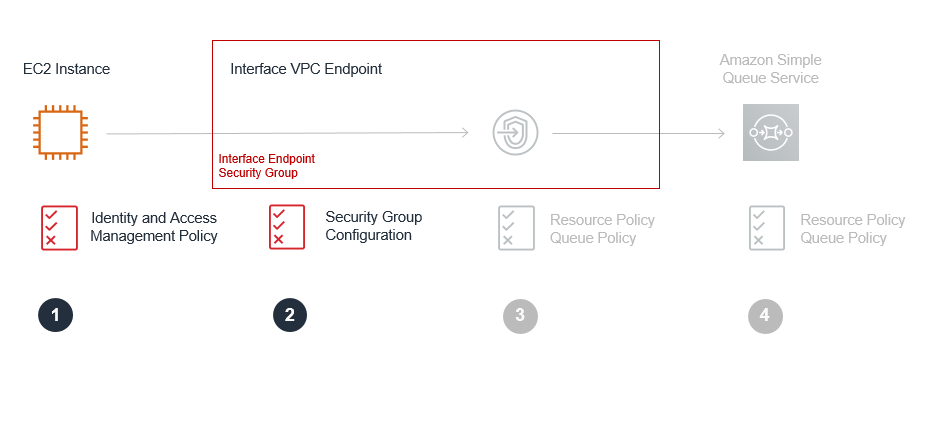 EC2 Instance
Interface VPC Endpoint
Amazon Simple
Queue Service
Interface Endpoint
Security Group
Identity and Access
Management Policy
Security Group
Configuration
Resource Policy
Queue Policy
Resource Policy
Queue Policy
1
2
3
4